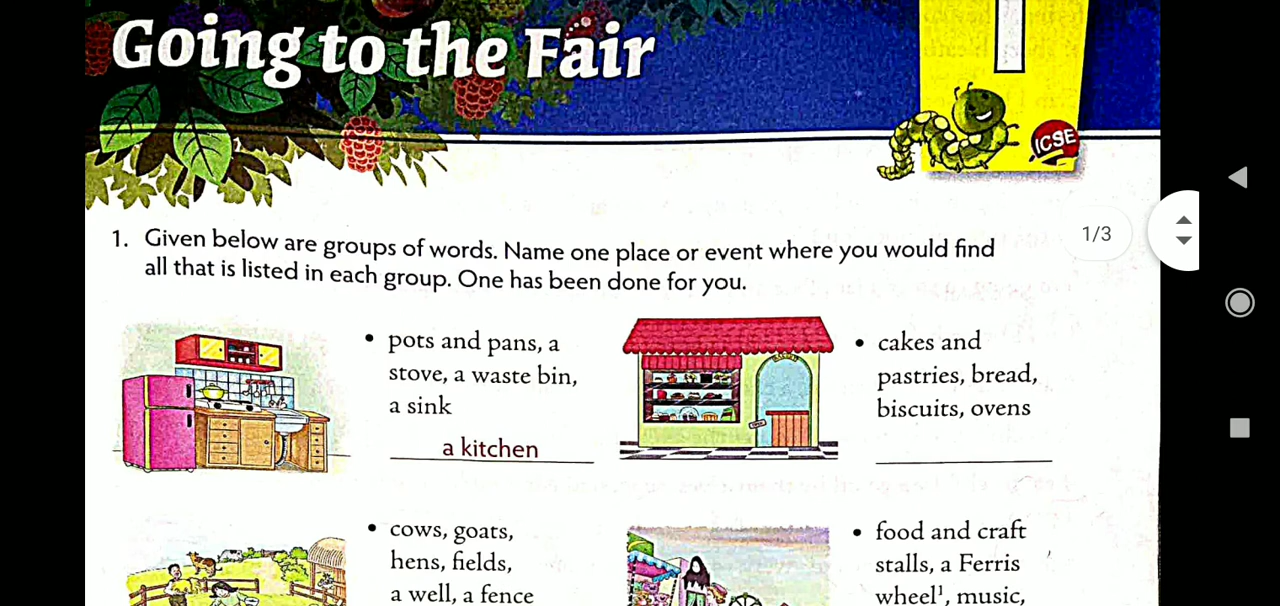 Going to the Fair
ICSE
1/3
1. Given below are groups of words. Name one place or event where you would find
all that is listed in each group. One has been done for you.
• pots and pans, a
stove, a waste bin,
a sink
a kitchen
• cakes and
pastries, bread,
biscuits, ovens
• cows, goats,
hens, fields,
a well, a fence
• food and craft
stalls, a Ferris
wheel¹, music,